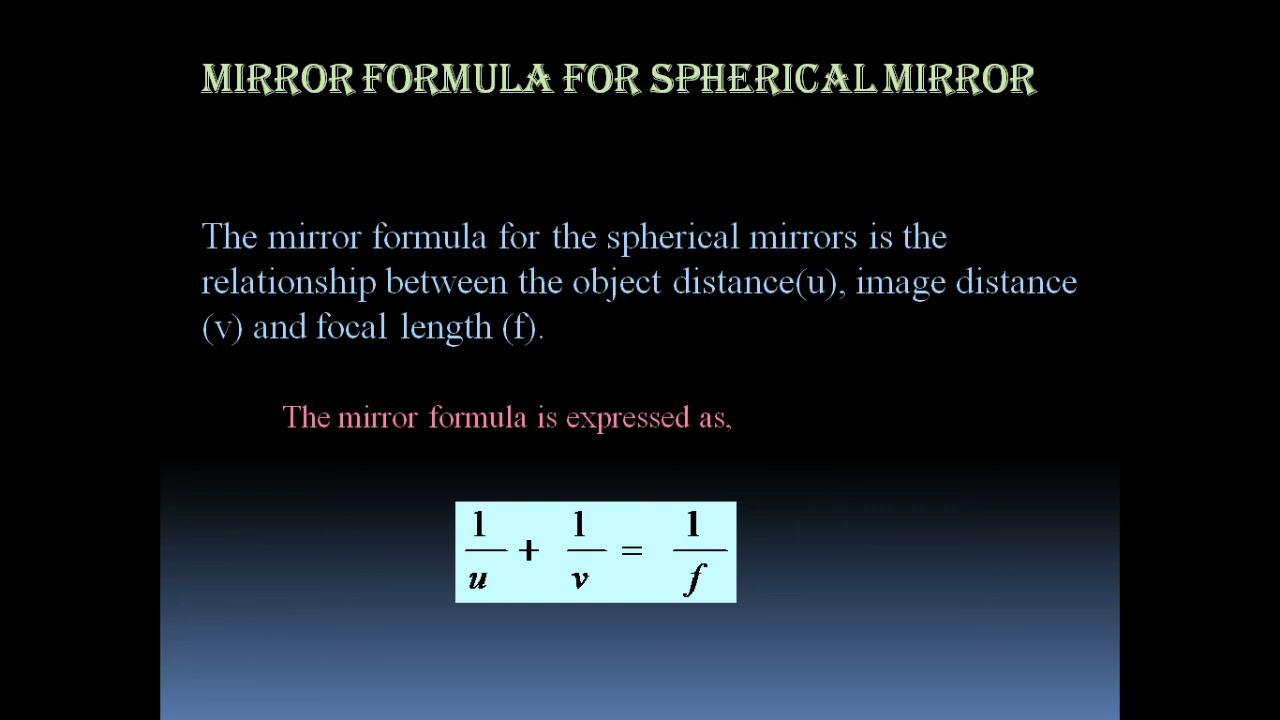 MIRROR FORMULA FOR SPHERICAL MIRROR
The mirror formula for the spherical mirrors is the
relationship between the object distance(u), image distance
(v) and focal length (f).
The mirror formula is expressed as,
1/u + 1/v = 1/f